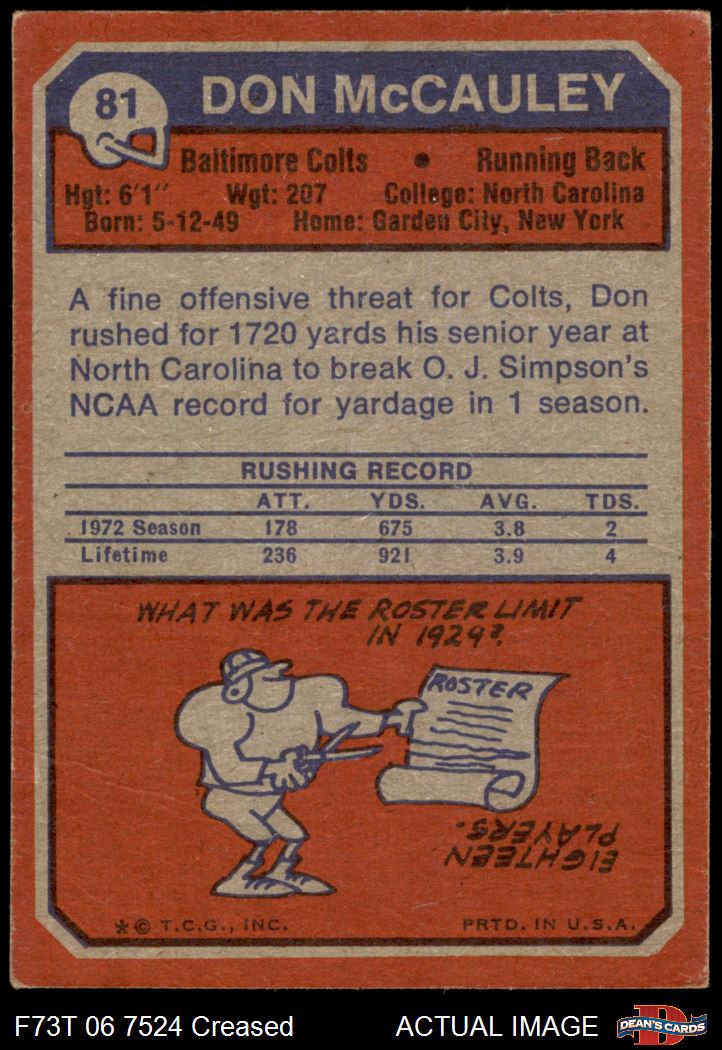 81
DON McCAULEY
Baltimore Colts • Running Back
Hgt: 6'1" Wgt: 207 College: North Carolina
Born: 5-12-49 Home: Garden City, New York
A fine offensive threat for Colts, Don
rushed for 1720 yards his senior year at
North Carolina to break O. J. Simpson's
NCAA record for yardage in 1 season.
RUSHING RECORD
ATT. YDS. AVG. TDS.
1972 Season 178 675 3.8 2
Lifetime 236 921 3.9 4
WHAT WAS THE ROSTER LIMIT
IN 1929?
ROSTER
EIGHTEEN
PLAYERS.
* © T.C.G., INC. PRTD. IN U.S.A.
F73T 06 7524 Creased ACTUAL IMAGE
D
DEAN'S CARDS